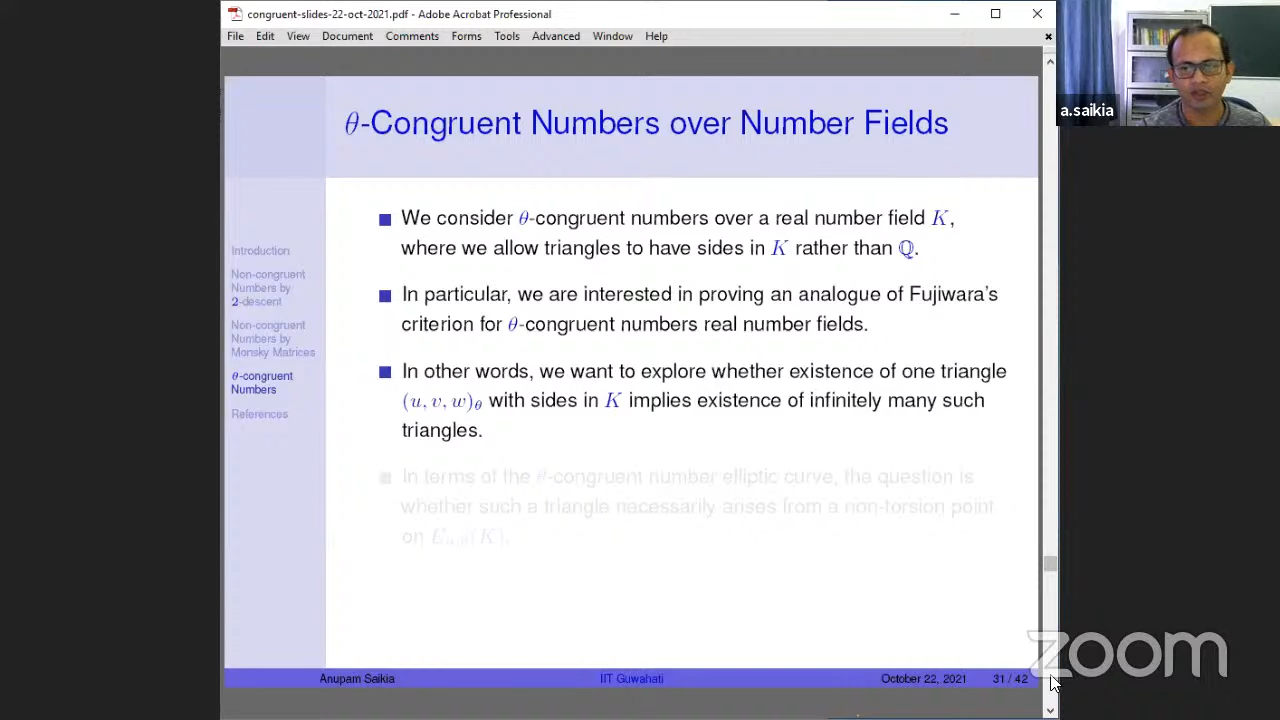 congruent-slides-22-oct-2021.pdf - Adobe Acrobat Professional
File Edit View Document Comments Forms Tools Advanced Window Help
a.saikia
θ-Congruent Numbers over Number Fields
We consider θ-congruent numbers over a real number field K,
where we allow triangles to have sides in K rather than ℚ.
In particular, we are interested in proving an analogue of Fujiwara's
criterion for θ-congruent numbers real number fields.
In other words, we want to explore whether existence of one triangle
(u, v, w)θ with sides in K implies existence of infinitely many such
triangles.
In terms of the θ-congruent number elliptic curve, the question is
whether such a triangle necessarily arises from a non-torsion point
on Eₙ,θ(K).
Introduction
Non-congruent
Numbers by
2-descent
Non-congruent
Numbers by
Monsky Matrices
θ-congruent
Numbers
References
Anupam Saikia IIT Guwahati October 22, 2021 31 / 42
zoom